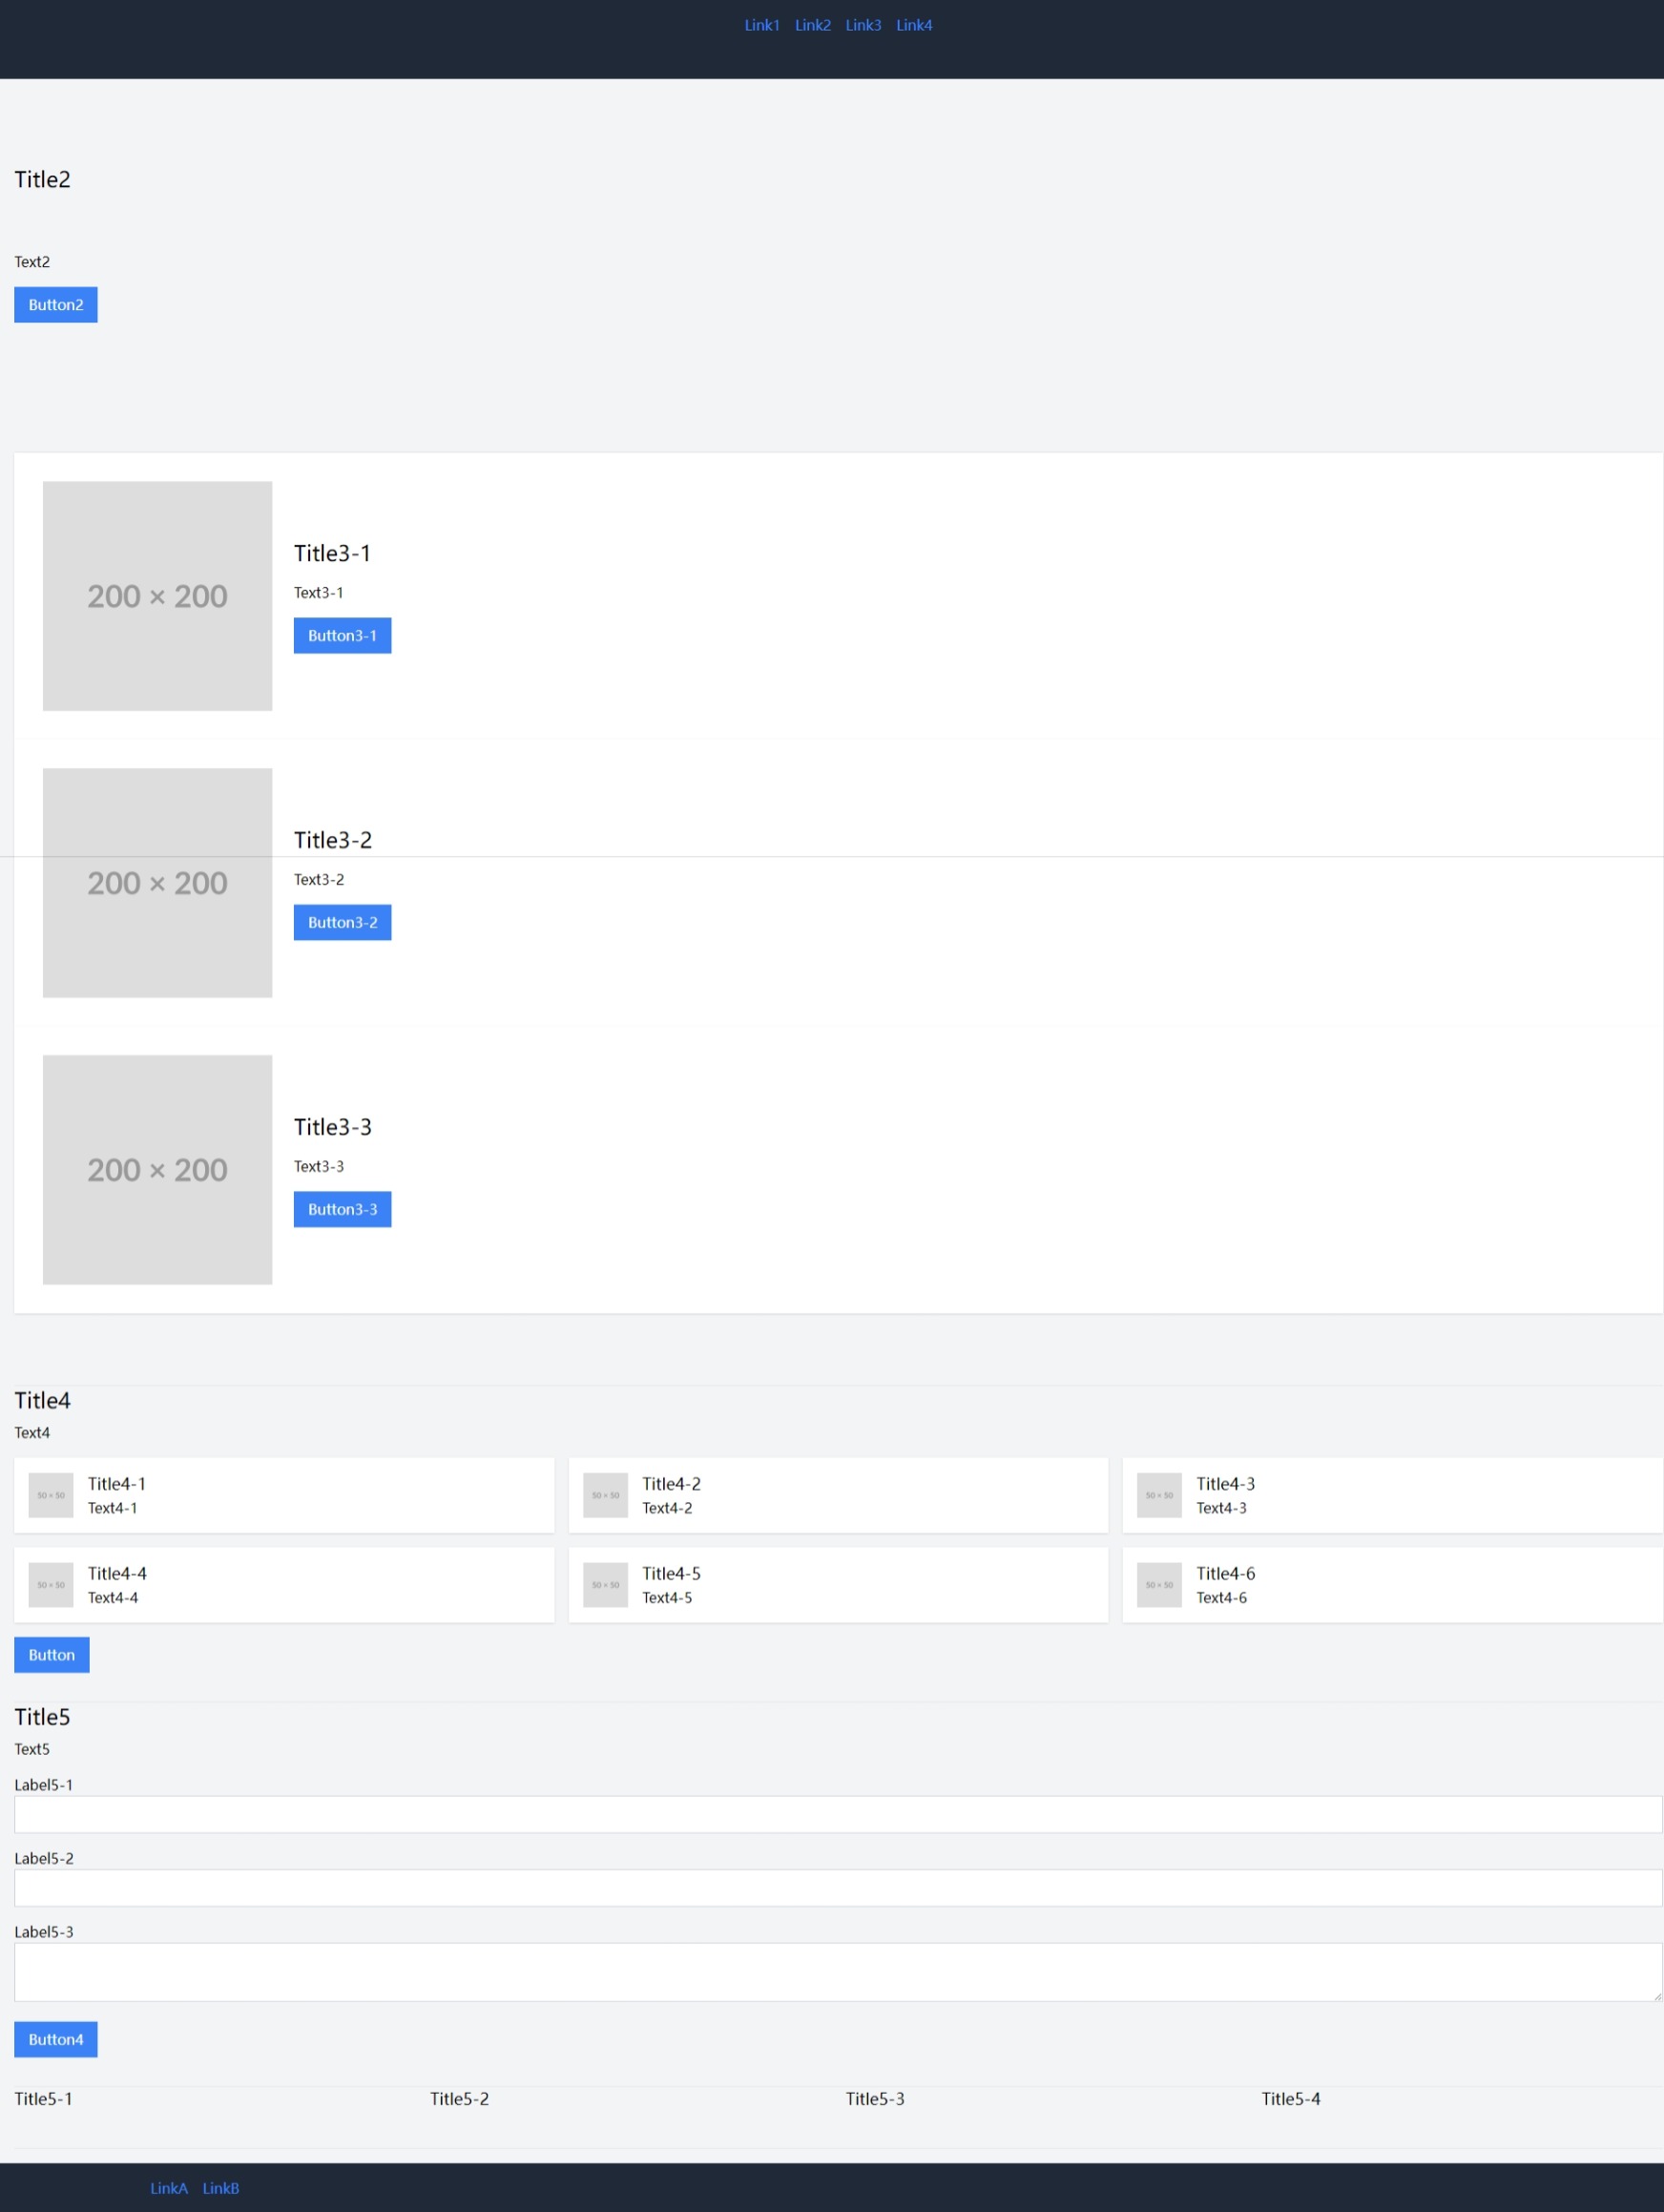 Link1 Link2 Link3 Link4
Title2
Text2
Button2
200 × 200
Title3-1
Text3-1
Button3-1
200 × 200
Title3-2
Text3-2
Button3-2
200 × 200
Title3-3
Text3-3
Button3-3
Title4
Text4
50 × 50
Title4-1
Text4-1
50 × 50
Title4-2
Text4-2
50 × 50
Title4-3
Text4-3
50 × 50
Title4-4
Text4-4
50 × 50
Title4-5
Text4-5
50 × 50
Title4-6
Text4-6
Button
Title5
Text5
Label5-1
Label5-2
Label5-3
Button4
Title5-1 Title5-2 Title5-3 Title5-4
LinkA LinkB